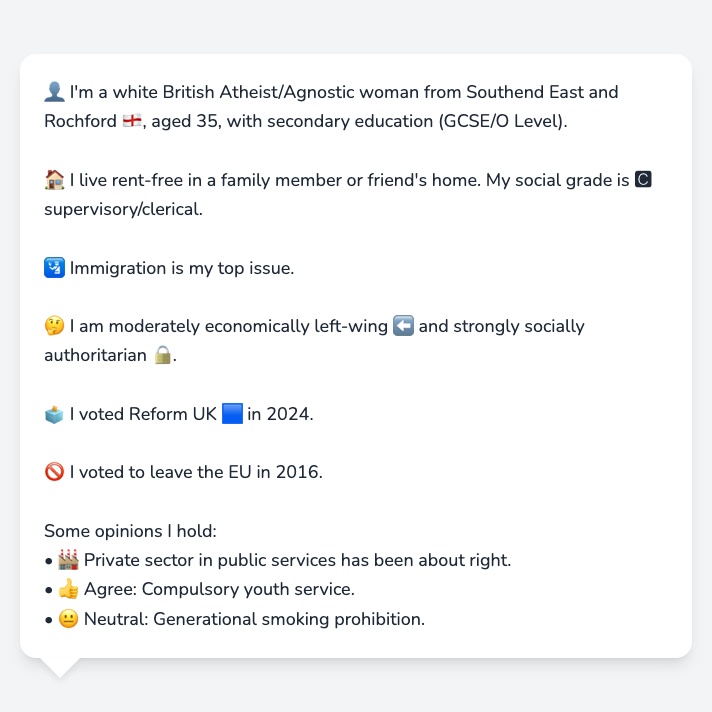 👤 I'm a white British Atheist/Agnostic woman from Southend East and
Rochford 🏴󠁧󠁢󠁥󠁮󠁧󠁿, aged 35, with secondary education (GCSE/O Level).
🏠 I live rent-free in a family member or friend's home. My social grade is 🅲
supervisory/clerical.
🛂 Immigration is my top issue.
🤔 I am moderately economically left-wing ⬅️ and strongly socially
authoritarian 🔒.
🗳️ I voted Reform UK 🟦 in 2024.
🚫 I voted to leave the EU in 2016.
Some opinions I hold:
• 🏭 Private sector in public services has been about right.
• 👍 Agree: Compulsory youth service.
• 😐 Neutral: Generational smoking prohibition.